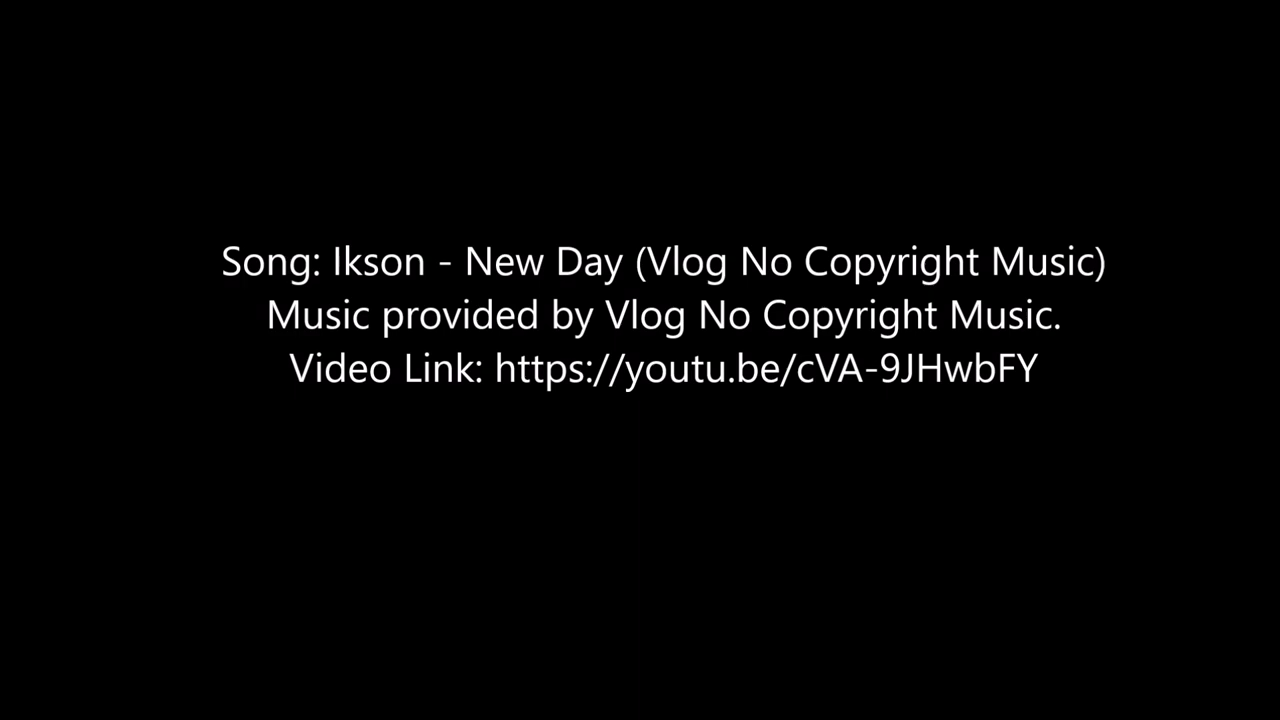 Song: Ikson - New Day (Vlog No Copyright Music)
Music provided by Vlog No Copyright Music.
Video Link: https://youtu.be/cVA-9JHwbFY